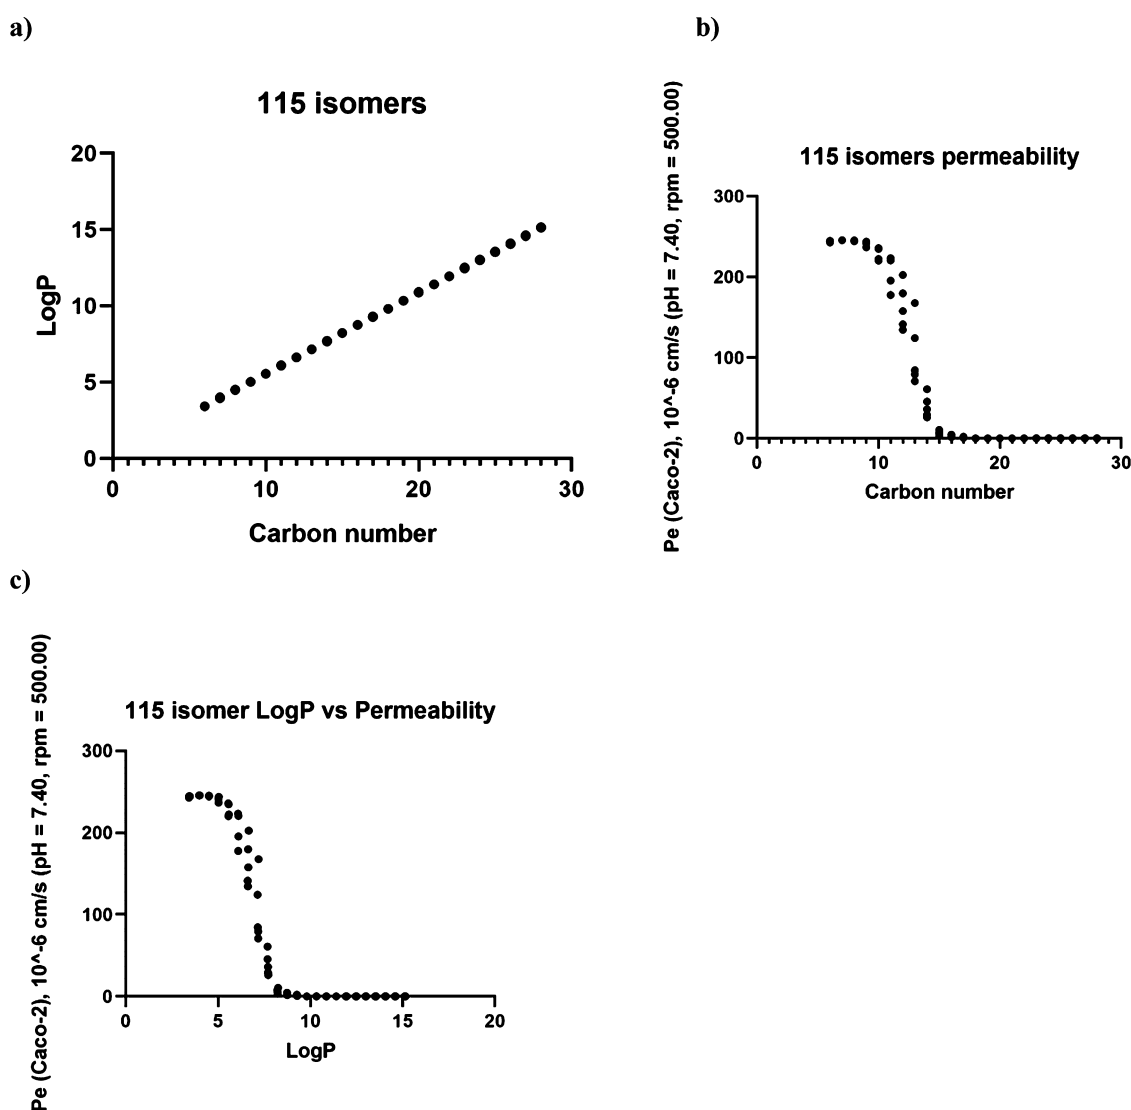 a)
115 isomers
20
15
10
5
0
LogP
0 10 20 30
Carbon number
b)
115 isomers permeability
300
200
100
0
Pe (Caco-2), 10^-6 cm/s (pH = 7.40, rpm = 500.00)
0 10 20 30
Carbon number
c)
115 isomer LogP vs Permeability
300
200
100
0
Pe (Caco-2), 10^-6 cm/s (pH = 7.40, rpm = 500.00)
0 5 10 15 20
LogP